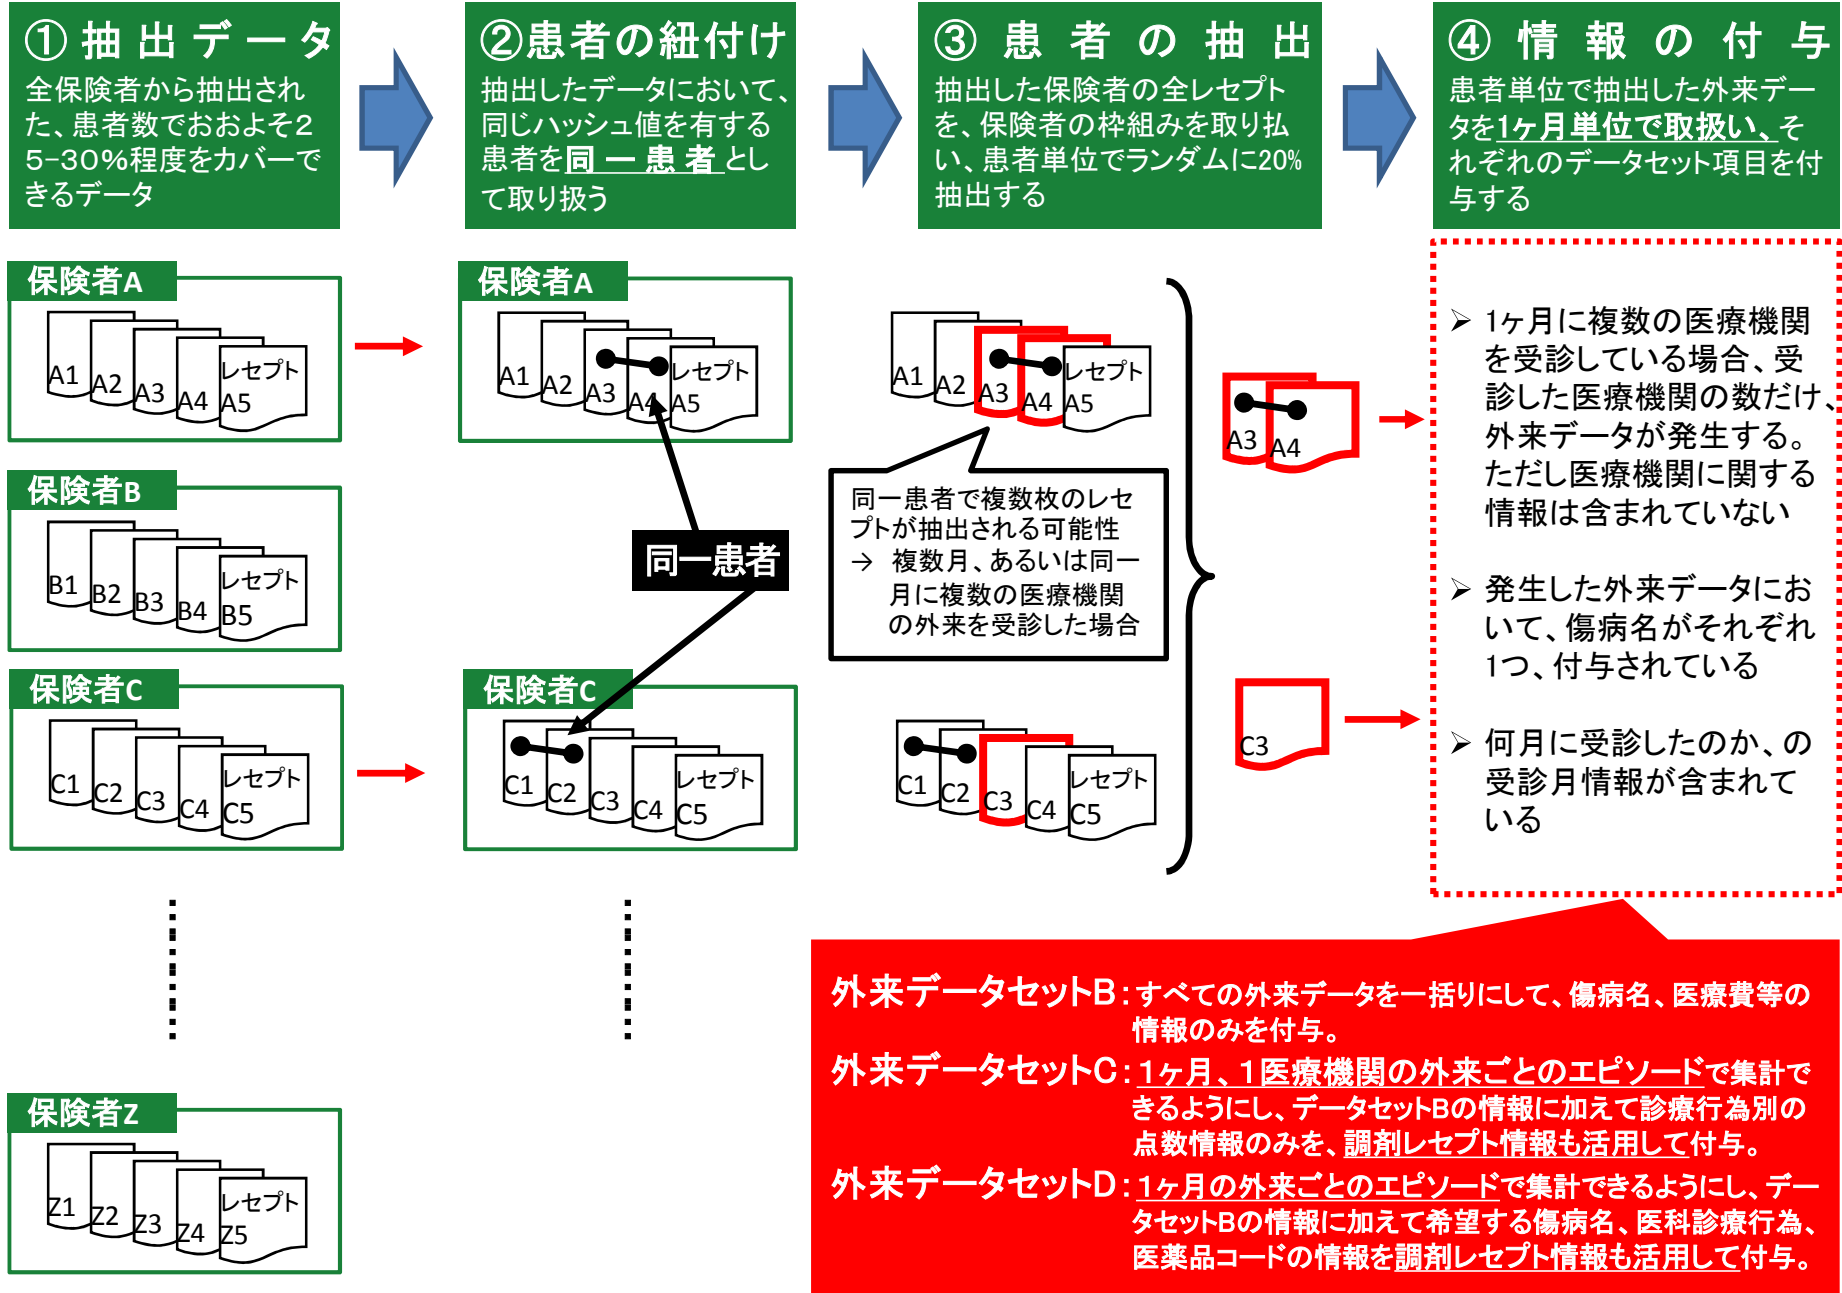 ①抽出データ
全保険者から抽出され
た、患者数でおおよそ２
５−３０％程度をカバーで
きるデータ
②患者の紐付け
抽出したデータにおいて、
同じハッシュ値を有する
患者を同一患者とし
て取り扱う
③患者の抽出
抽出した保険者の全レセプト
を、保険者の枠組みを取り払
い、患者単位でランダムに20%
抽出する
④情報の付与
患者単位で抽出した外来デー
タを1ヶ月単位で取扱い、そ
れぞれのデータセット項目を付
与する
保険者A
A1
A2
A3
A4
レセプト
A5
保険者B
B1
B2
B3
B4
レセプト
B5
保険者C
C1
C2
C3
C4
レセプト
C5
保険者Z
Z1
Z2
Z3
Z4
レセプト
Z5
保険者A
A1
A2
A3
A4
レセプト
A5
同一患者
保険者C
C1
C2
C3
C4
レセプト
C5
A1
A2
A3
A4
レセプト
A5
同一患者で複数枚のレセ
プトが抽出される可能性
→ 複数月、あるいは同一
月に複数の医療機関
の外来を受診した場合
C1
C2
C3
C4
レセプト
C5
A3
A4
C3
➢ 1ヶ月に複数の医療機関
を受診している場合、受
診した医療機関の数だけ、
外来データが発生する。
ただし医療機関に関する
情報は含まれていない
➢ 発生した外来データにお
いて、傷病名がそれぞれ
1つ、付与されている
➢ 何月に受診したのか、の
受診月情報が含まれて
いる
外来データセットB：すべての外来データを一括りにして、傷病名、医療費等の
情報のみを付与。
外来データセットC：１ヶ月、１医療機関の外来ごとのエピソードで集計で
きるようにし、データセットBの情報に加えて診療行為別の
点数情報のみを、調剤レセプト情報も活用して付与。
外来データセットD：１ヶ月の外来ごとのエピソードで集計できるようにし、デー
タセットBの情報に加えて希望する傷病名、医科診療行為、
医薬品コードの情報を調剤レセプト情報も活用して付与。